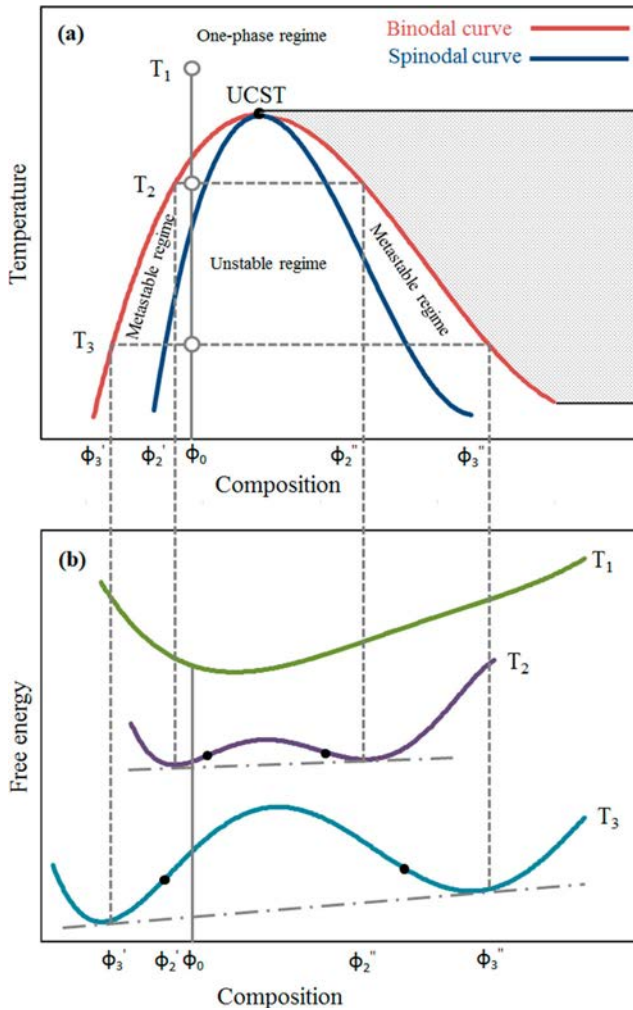 (a)
One-phase regime
Binodal curve
Spinodal curve
T1
UCST
T2
Metastable regime
Unstable regime
Metastable regime
T3
Temperature
ϕ3' ϕ2' ϕ0 ϕ2'' ϕ3''
Composition
(b)
T1
T2
T3
Free energy
ϕ3' ϕ2' ϕ0 ϕ2'' ϕ3''
Composition